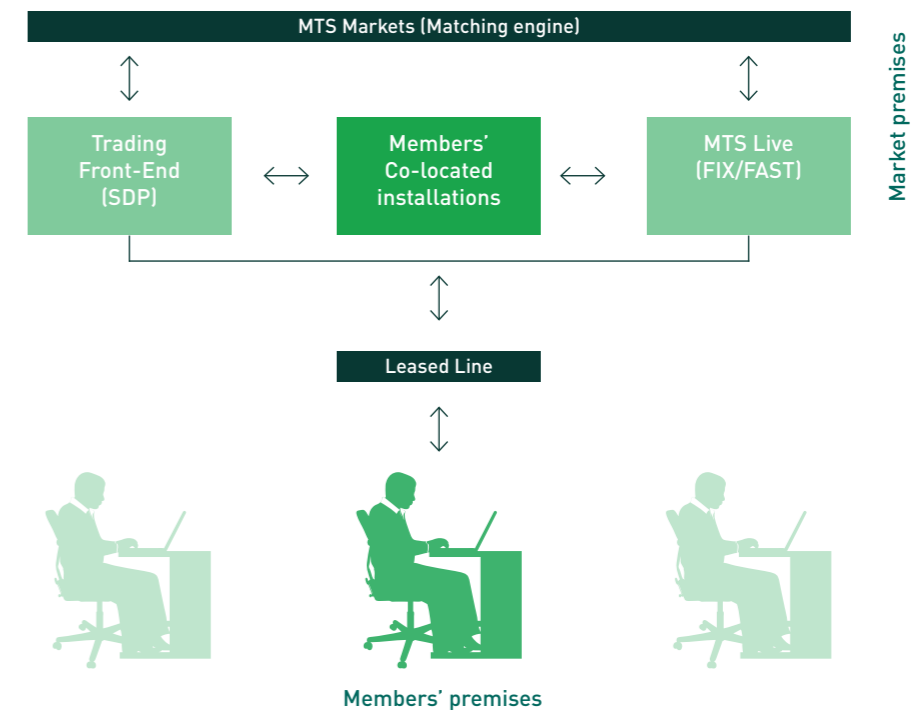 MTS Markets (Matching engine)
Market premises
Trading
Front-End
(SDP)
Members’
Co-located
installations
MTS Live
(FIX/FAST)
Leased Line
Members’ premises